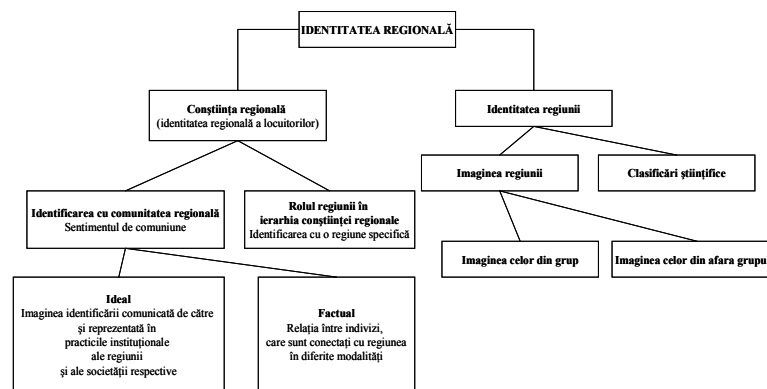 IDENTITATEA REGIONALĂ
Conştiinţa regională
(identitatea regională a locuitorilor)
Identitatea regiunii
Imaginea regiunii
Clasificări ştiinţifice
Identificarea cu comunitatea regională
Sentimentul de comuniune
Rolul regiunii în
ierarhia conştiinţei regionale
Identificarea cu o regiune specifică
Imaginea celor din grup
Imaginea celor din afara grupul
Ideal
Imaginea identificării comunicată de către
şi reprezentată în
practicile instituţionale
ale regiunii
şi ale societăţii respective
Factual
Relaţia între indivizi,
care sunt conectaţi cu regiunea
în diferite modalităţi